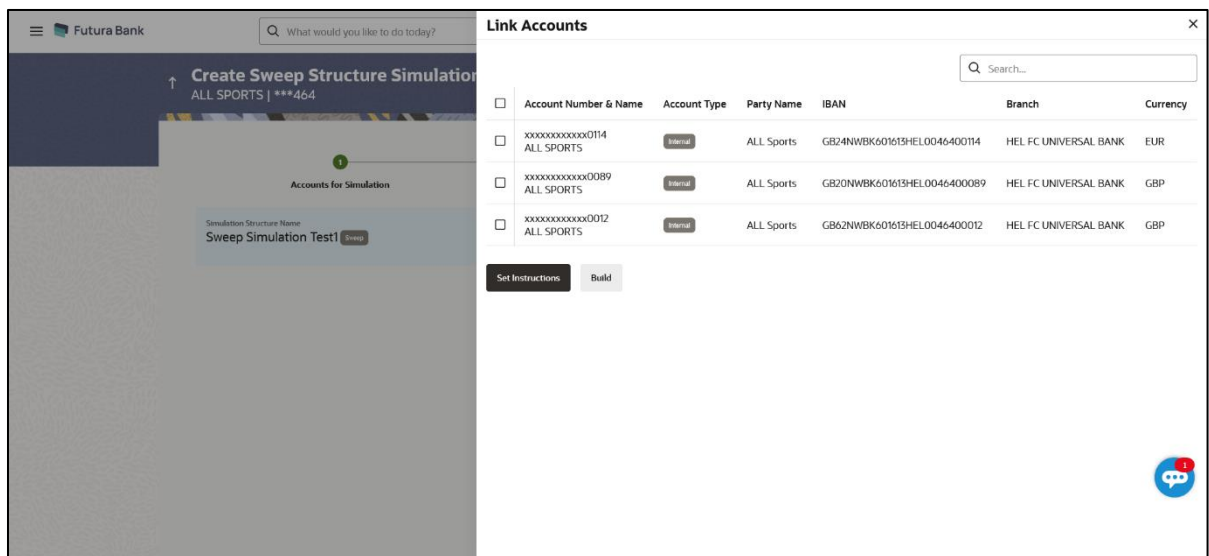 Futura Bank
What would you like to do today?
Create Sweep Structure Simulation
ALL SPORTS | ***464
1
Accounts for Simulation
Simulation Structure Name
Sweep Simulation Test1 Sweep
Link Accounts
Search...
Account Number & Name Account Type Party Name IBAN Branch Currency
xxxxxxxxxxxx0114
ALL SPORTS
Internal ALL Sports GB24NWBK601613HEL0046400114 HEL FC UNIVERSAL BANK EUR
xxxxxxxxxxxx0089
ALL SPORTS
Internal ALL Sports GB20NWBK601613HEL0046400089 HEL FC UNIVERSAL BANK GBP
xxxxxxxxxxxx0012
ALL SPORTS
Internal ALL Sports GB62NWBK601613HEL0046400012 HEL FC UNIVERSAL BANK GBP
Set Instructions Build
1